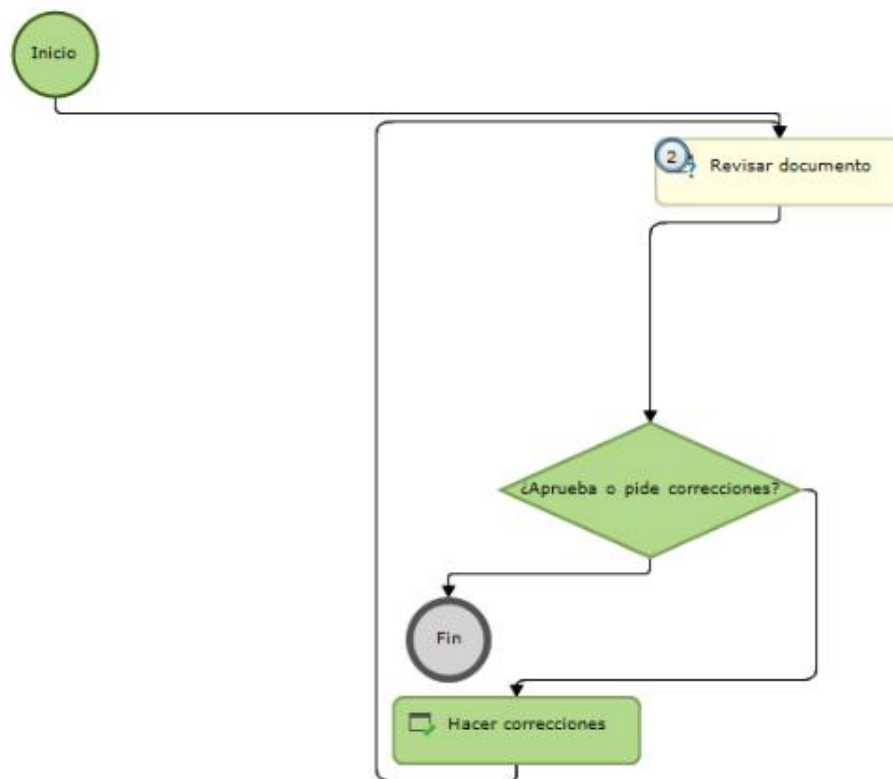 Inicio
2
Revisar documento
¿Aprueba o pide correcciones?
Fin
Hacer correcciones